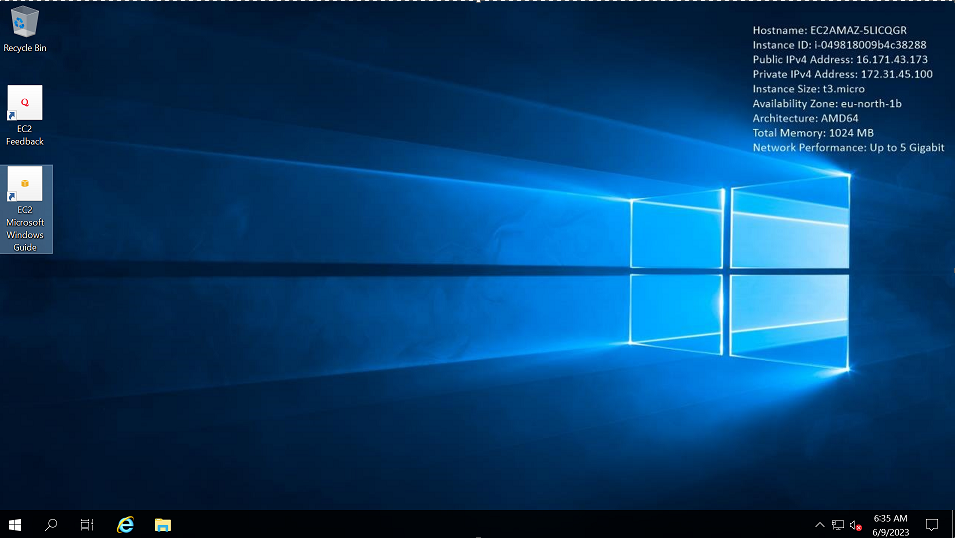 Recycle Bin
EC2
Feedback
EC2
Microsoft
Windows
Guide
Hostname: EC2AMAZ-5LICQGR
Instance ID: i-049818009b4c38288
Public IPv4 Address: 16.171.43.173
Private IPv4 Address: 172.31.45.100
Instance Size: t3.micro
Availability Zone: eu-north-1b
Architecture: AMD64
Total Memory: 1024 MB
Network Performance: Up to 5 Gigabit
6:35 AM
6/9/2023